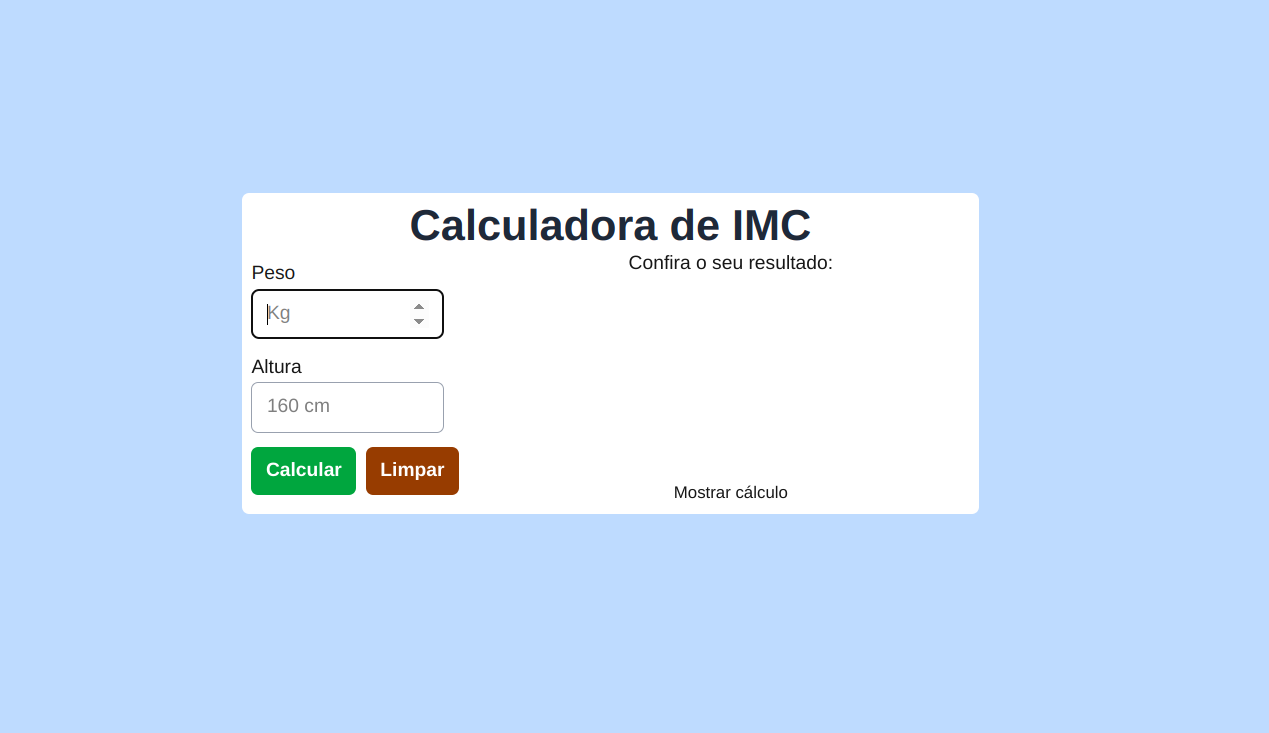 Calculadora de IMC
Peso
Kg
Altura
160 cm
Calcular
Limpar
Confira o seu resultado:
Mostrar cálculo